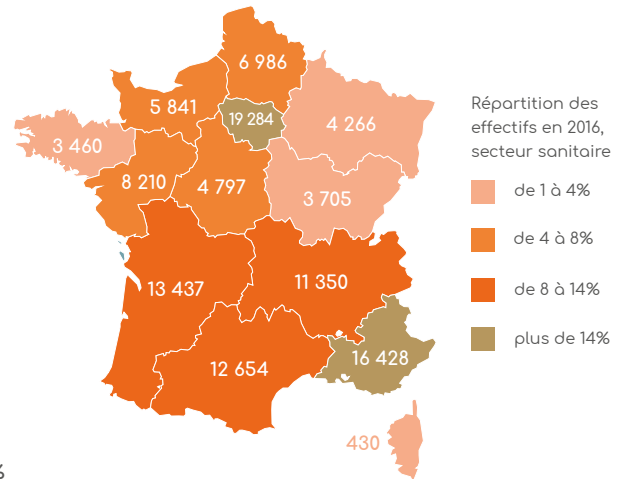 6 986
5 841
19 284
4 266
3 460
8 210
4 797
3 705
13 437
11 350
12 654
16 428
430
Répartition des
effectifs en 2016,
secteur sanitaire
de 1 à 4%
de 4 à 8%
de 8 à 14%
plus de 14%
%